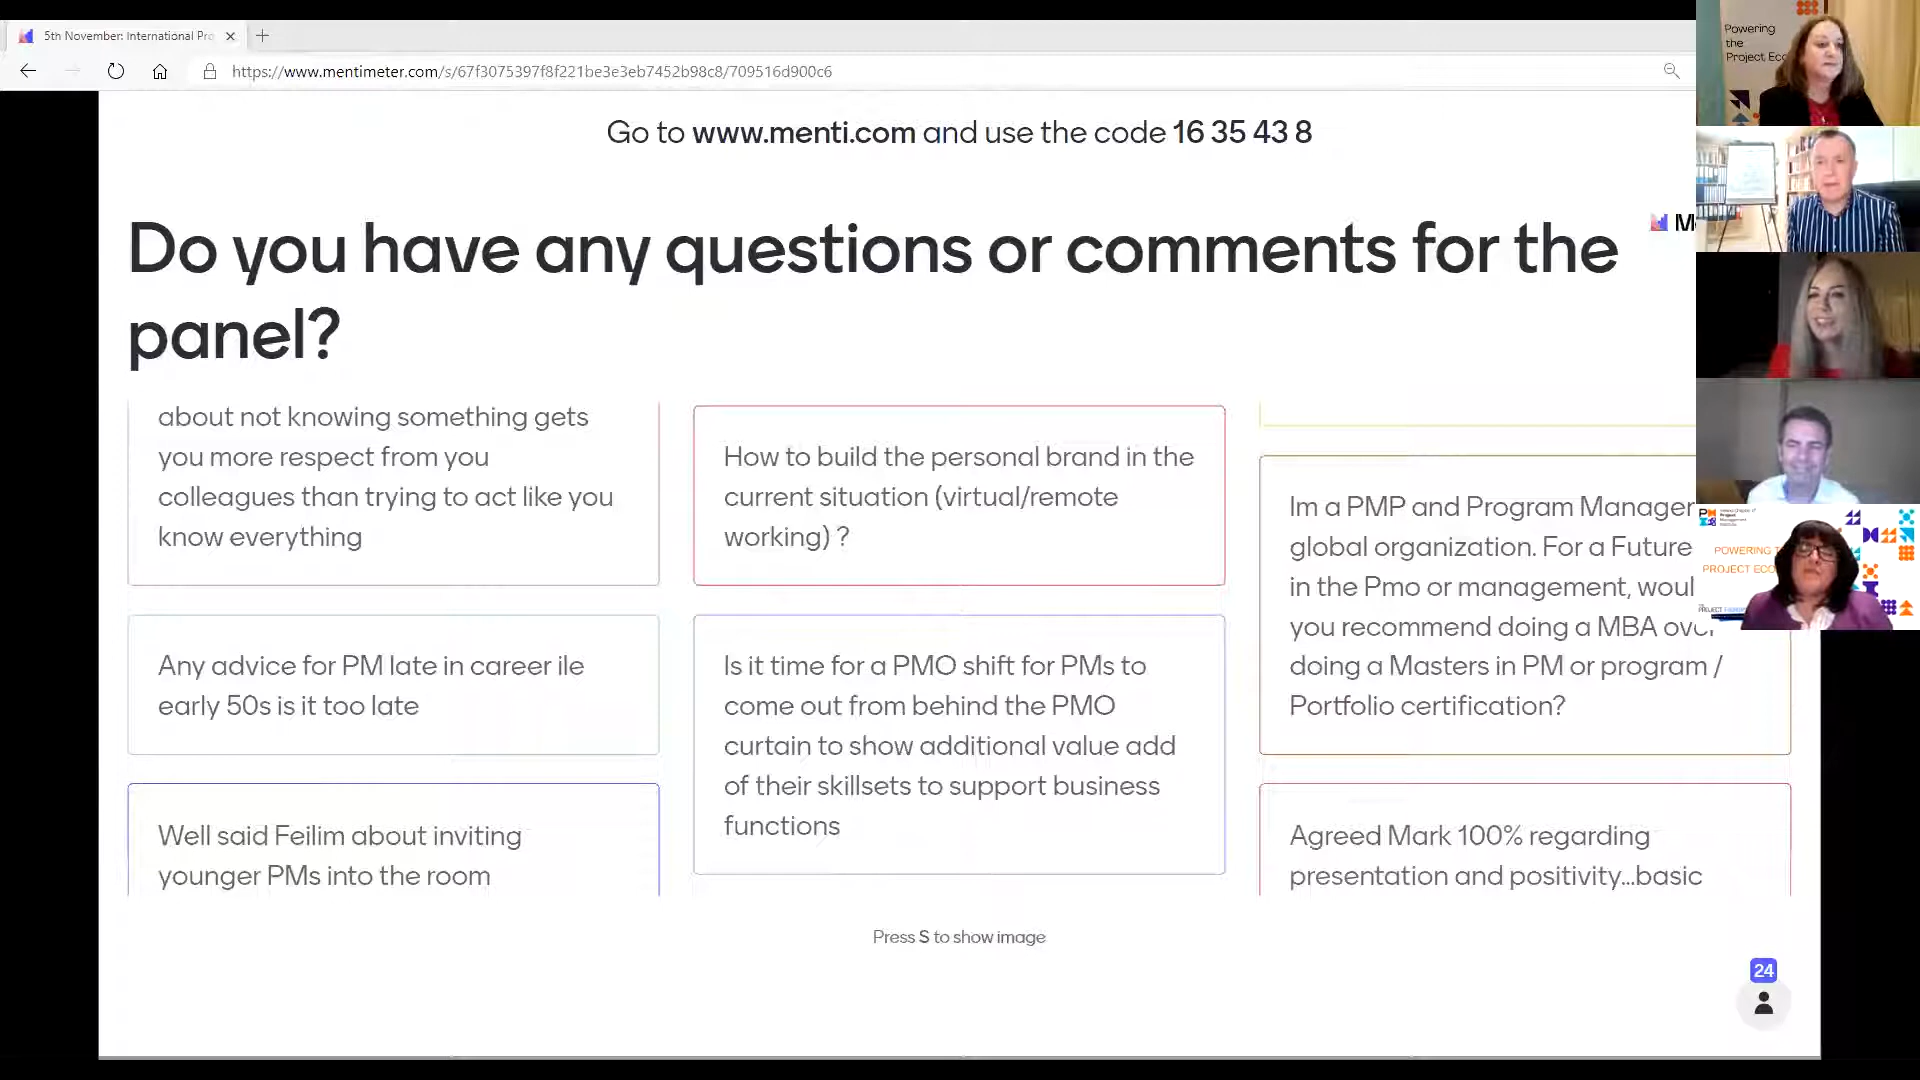 5th November: International Pro
https://www.mentimeter.com/s/67f3075397f8f221be3e3eb7452b98c8/709516d900c6
Go to www.menti.com and use the code 16 35 43 8
Do you have any questions or comments for the
panel?
M
about not knowing something gets
you more respect from you
colleagues than trying to act like you
know everything
Any advice for PM late in career ile
early 50s is it too late
Well said Feilim about inviting
younger PMs into the room
How to build the personal brand in the
current situation (virtual/remote
working) ?
Is it time for a PMO shift for PMs to
come out from behind the PMO
curtain to show additional value add
of their skillsets to support business
functions
Im a PMP and Program Manager
global organization. For a Future
in the Pmo or management, woul
you recommend doing a MBA over
doing a Masters in PM or program /
Portfolio certification?
Agreed Mark 100% regarding
presentation and positivity...basic
Press S to show image
24
Powering
the
Project Eco
POWERING T
PROJECT ECO